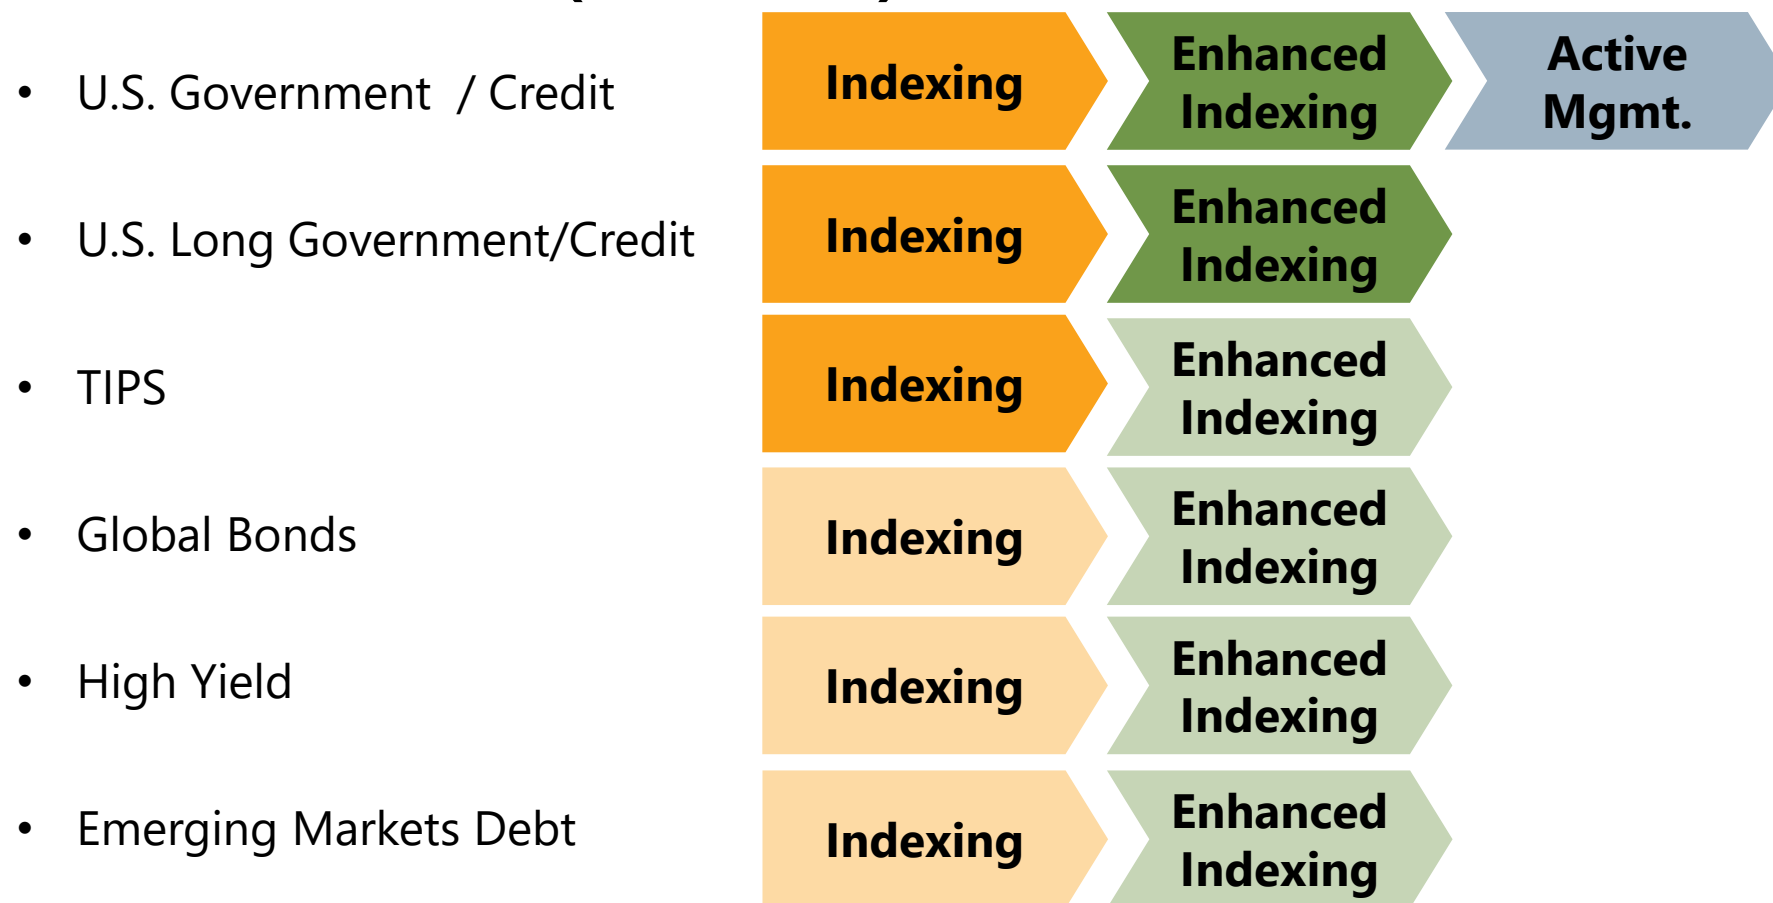 • U.S. Government / Credit
Indexing
Enhanced
Indexing
Active
Mgmt.
• U.S. Long Government/Credit
Indexing
Enhanced
Indexing
• TIPS
Indexing
Enhanced
Indexing
• Global Bonds
Indexing
Enhanced
Indexing
• High Yield
Indexing
Enhanced
Indexing
• Emerging Markets Debt
Indexing
Enhanced
Indexing